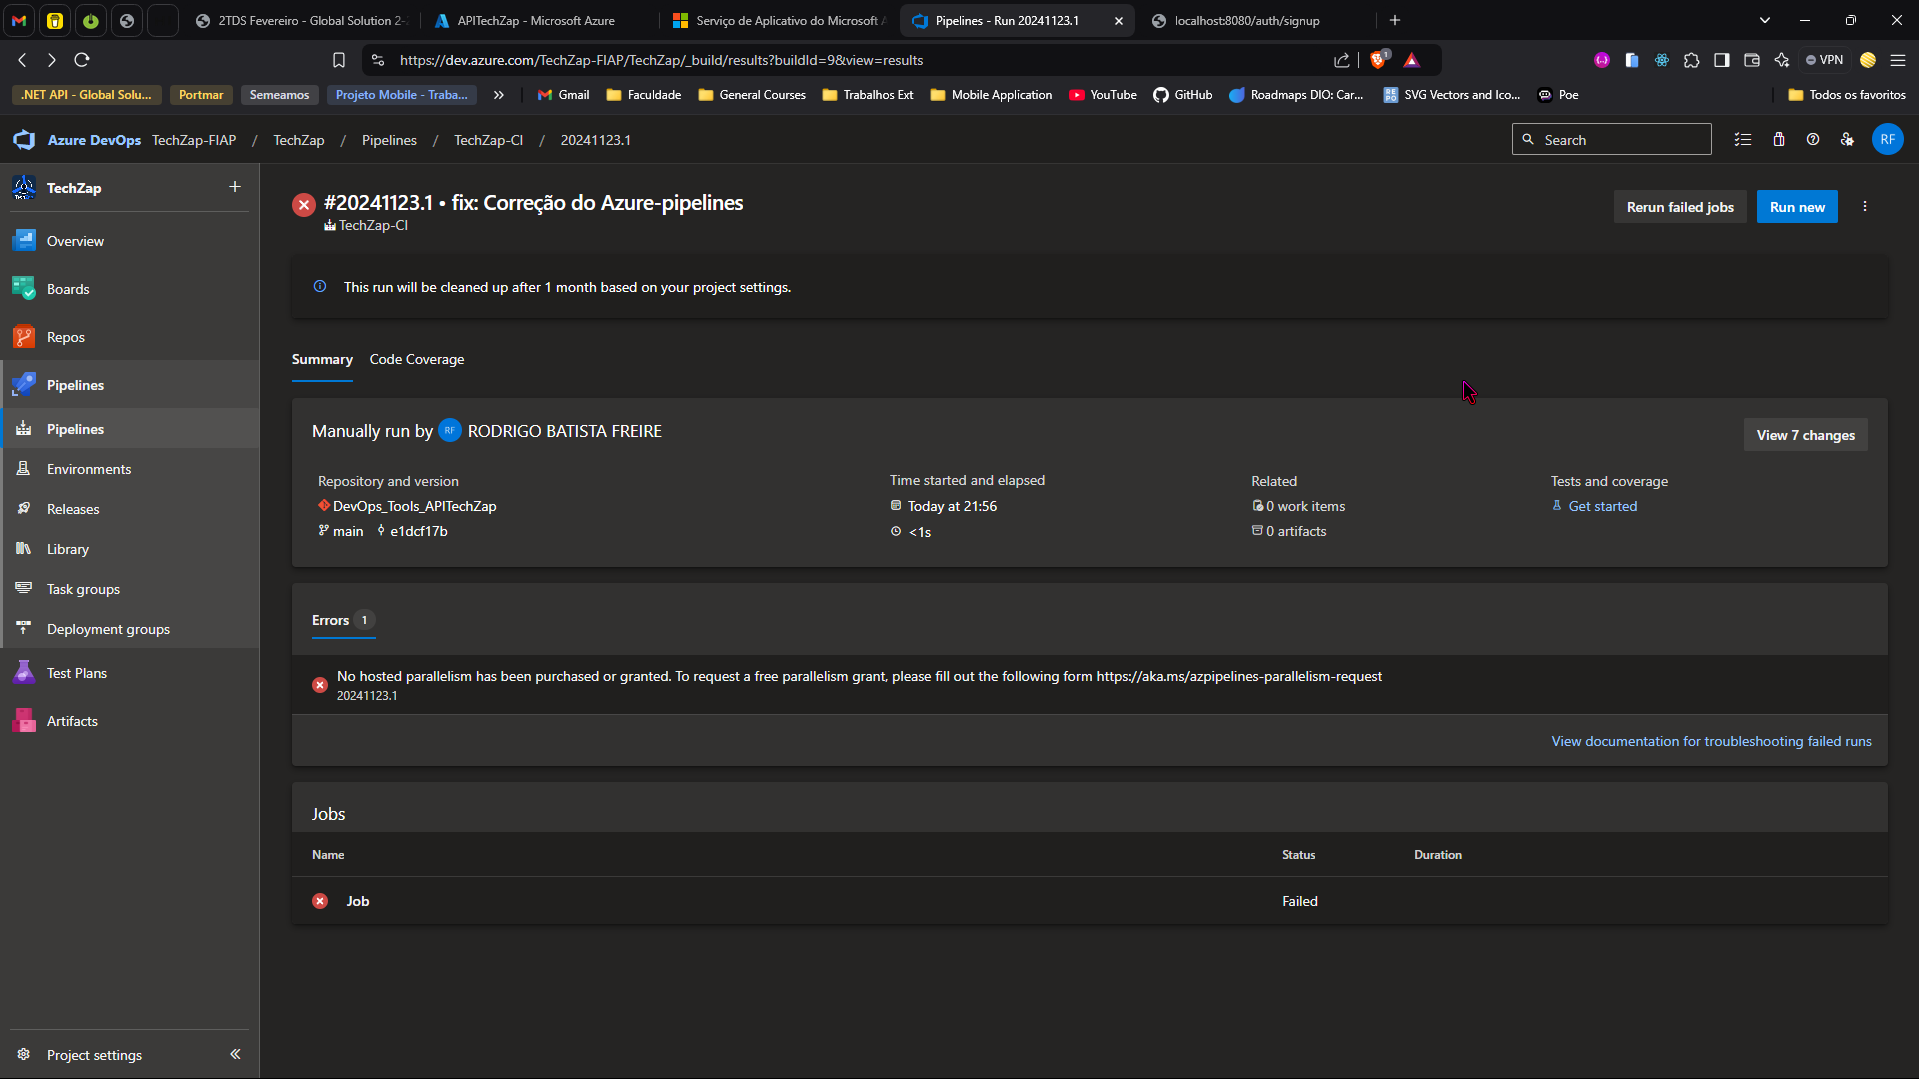 2TDS Fevereiro - Global Solution 2-
APITechZap - Microsoft Azure
Serviço de Aplicativo do Microsoft A
Pipelines - Run 20241123.1
localhost:8080/auth/signup
https://dev.azure.com/TechZap-FIAP/TechZap/_build/results?buildId=9&view=results
1
VPN
.NET API - Global Solu...
Portmar
Semeamos
Projeto Mobile - Traba...
Gmail
Faculdade
General Courses
Trabalhos Ext
Mobile Application
YouTube
GitHub
Roadmaps DIO: Car...
SVG Vectors and Ico...
Poe
Todos os favoritos
Azure DevOps
TechZap-FIAP / TechZap / Pipelines / TechZap-CI / 20241123.1
Search
RF
TechZap
Overview
Boards
Repos
Pipelines
Pipelines
Environments
Releases
Library
Task groups
Deployment groups
Test Plans
Artifacts
Project settings
#20241123.1 • fix: Correção do Azure-pipelines
TechZap-CI
Rerun failed jobs
Run new
This run will be cleaned up after 1 month based on your project settings.
Summary
Code Coverage
Manually run by RF RODRIGO BATISTA FREIRE
View 7 changes
Repository and version
DevOps_Tools_APITechZap
main e1dcf17b
Time started and elapsed
Today at 21:56
<1s
Related
0 work items
0 artifacts
Tests and coverage
Get started
Errors 1
No hosted parallelism has been purchased or granted. To request a free parallelism grant, please fill out the following form https://aka.ms/azpipelines-parallelism-request
20241123.1
View documentation for troubleshooting failed runs
Jobs
Name
Status
Duration
Job
Failed